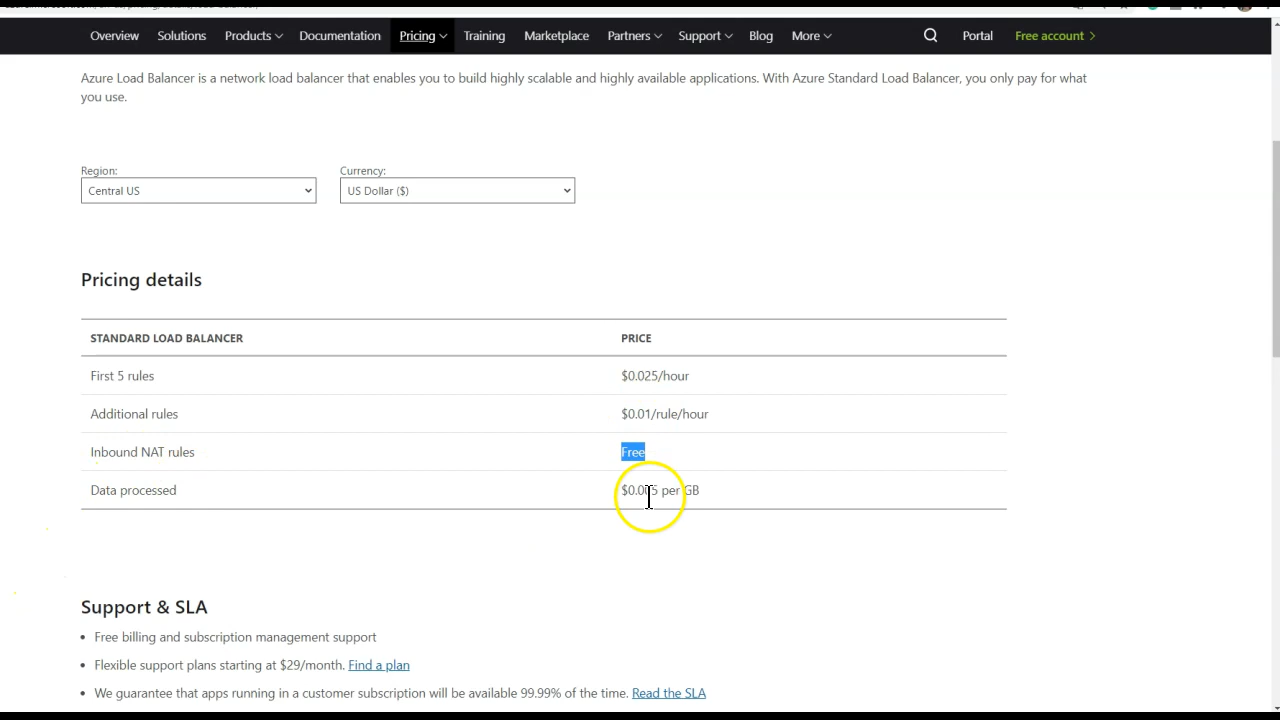 Overview Solutions Products Documentation Pricing Training Marketplace Partners Support Blog More Portal Free account
Azure Load Balancer is a network load balancer that enables you to build highly scalable and highly available applications. With Azure Standard Load Balancer, you only pay for what
you use.
Region: Currency:
Central US US Dollar ($)
Pricing details
STANDARD LOAD BALANCER PRICE
First 5 rules $0.025/hour
Additional rules $0.01/rule/hour
Inbound NAT rules Free
Data processed $0.005 per GB
Support & SLA
• Free billing and subscription management support
• Flexible support plans starting at $29/month. Find a plan
• We guarantee that apps running in a customer subscription will be available 99.99% of the time. Read the SLA